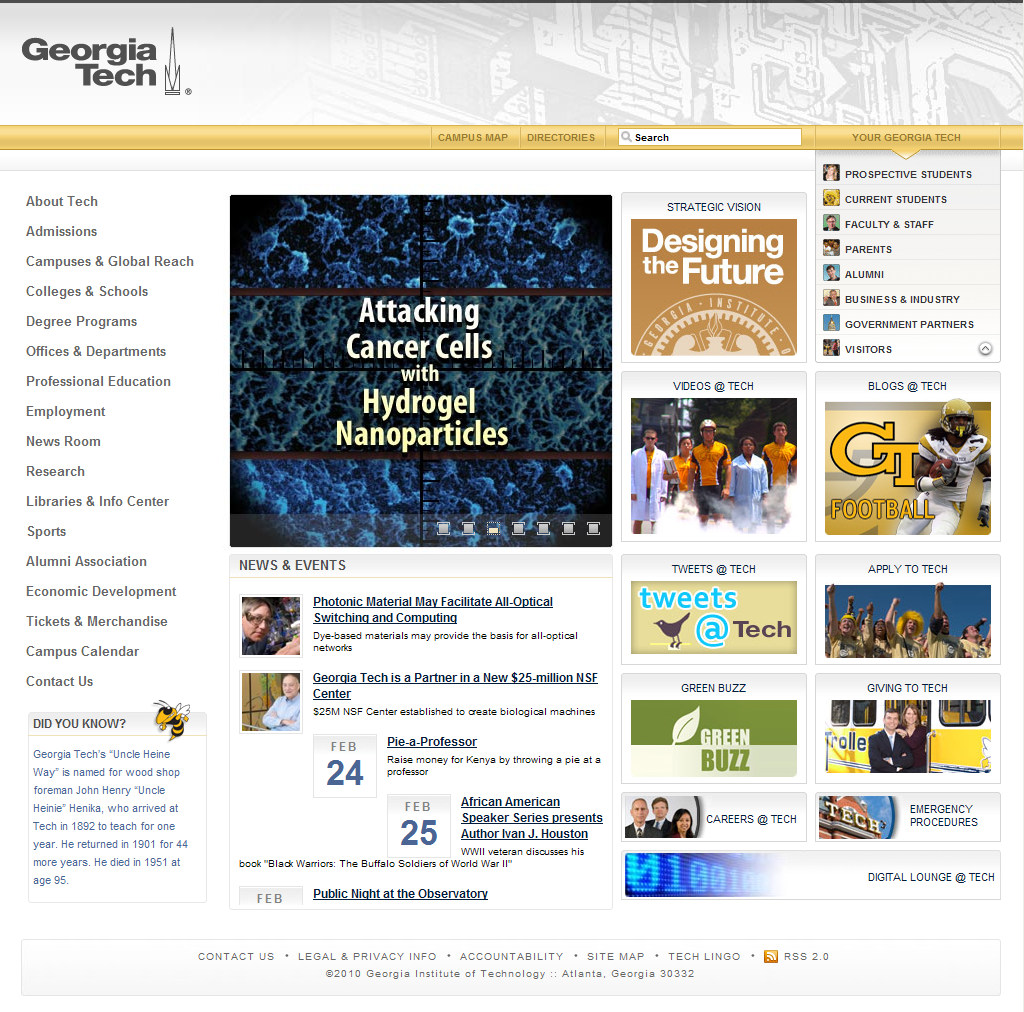 Georgia
Tech
®
CAMPUS MAP
DIRECTORIES
Search
YOUR GEORGIA TECH
PROSPECTIVE STUDENTS
CURRENT STUDENTS
FACULTY & STAFF
PARENTS
ALUMNI
BUSINESS & INDUSTRY
GOVERNMENT PARTNERS
VISITORS
About Tech
Admissions
Campuses & Global Reach
Colleges & Schools
Degree Programs
Offices & Departments
Professional Education
Employment
News Room
Research
Libraries & Info Center
Sports
Alumni Association
Economic Development
Tickets & Merchandise
Campus Calendar
Contact Us
DID YOU KNOW?
Georgia Tech's “Uncle Heine
Way” is named for wood shop
foreman John Henry “Uncle
Heinie” Henika, who arrived at
Tech in 1892 to teach for one
year. He returned in 1901 for 44
more years. He died in 1951 at
age 95.
Attacking
Cancer Cells
with
Hydrogel
Nanoparticles
NEWS & EVENTS
Photonic Material May Facilitate All-Optical
Switching and Computing
Dye-based materials may provide the basis for all-optical
networks
Georgia Tech is a Partner in a New $25-million NSF
Center
$25M NSF Center established to create biological machines
FEB
24
Pie-a-Professor
Raise money for Kenya by throwing a pie at a
professor
FEB
25
African American
Speaker Series presents
Author Ivan J. Houston
WWII veteran discusses his
book "Black Warriors: The Buffalo Soldiers of World War II"
FEB
Public Night at the Observatory
STRATEGIC VISION
Designing
the Future
GEORGIA · INSTITUTE · O
VIDEOS @ TECH
BLOGS @ TECH
GT
FOOTBALL
TWEETS @ TECH
tweets
@Tech
APPLY TO TECH
GREEN BUZZ
GREEN
BUZZ
GIVING TO TECH
Trolle
CAREERS @ TECH
TECH
EMERGENCY
PROCEDURES
DIGITAL LOUNGE @ TECH
CONTACT US • LEGAL & PRIVACY INFO • ACCOUNTABILITY • SITE MAP • TECH LINGO • RSS 2.0
©2010 Georgia Institute of Technology :: Atlanta, Georgia 30332